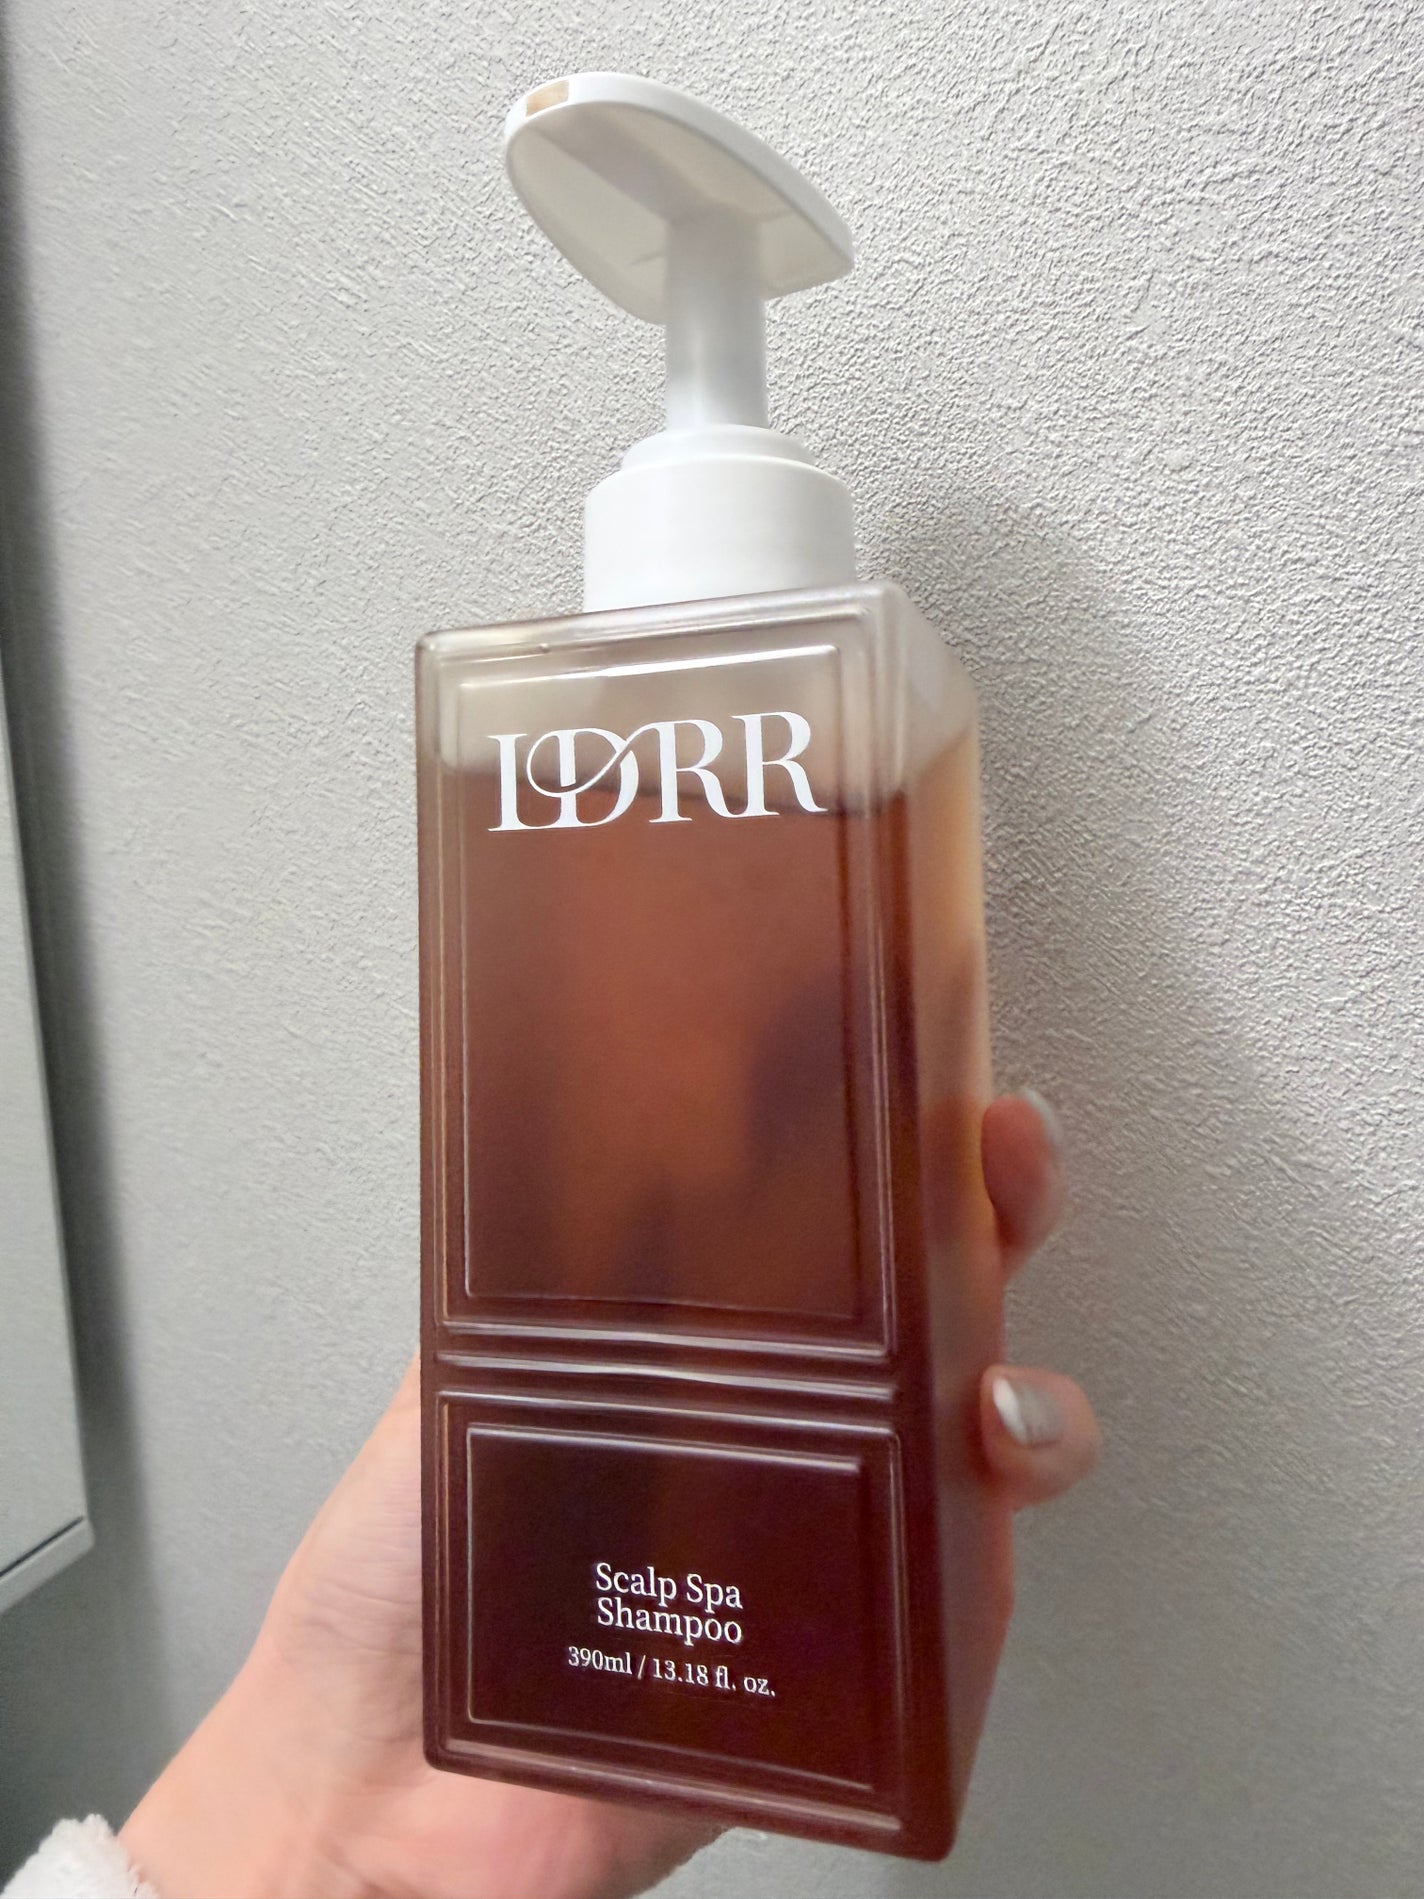 LDRR
Scalp Spa
Shampoo
390ml / 13.18 fl. oz.